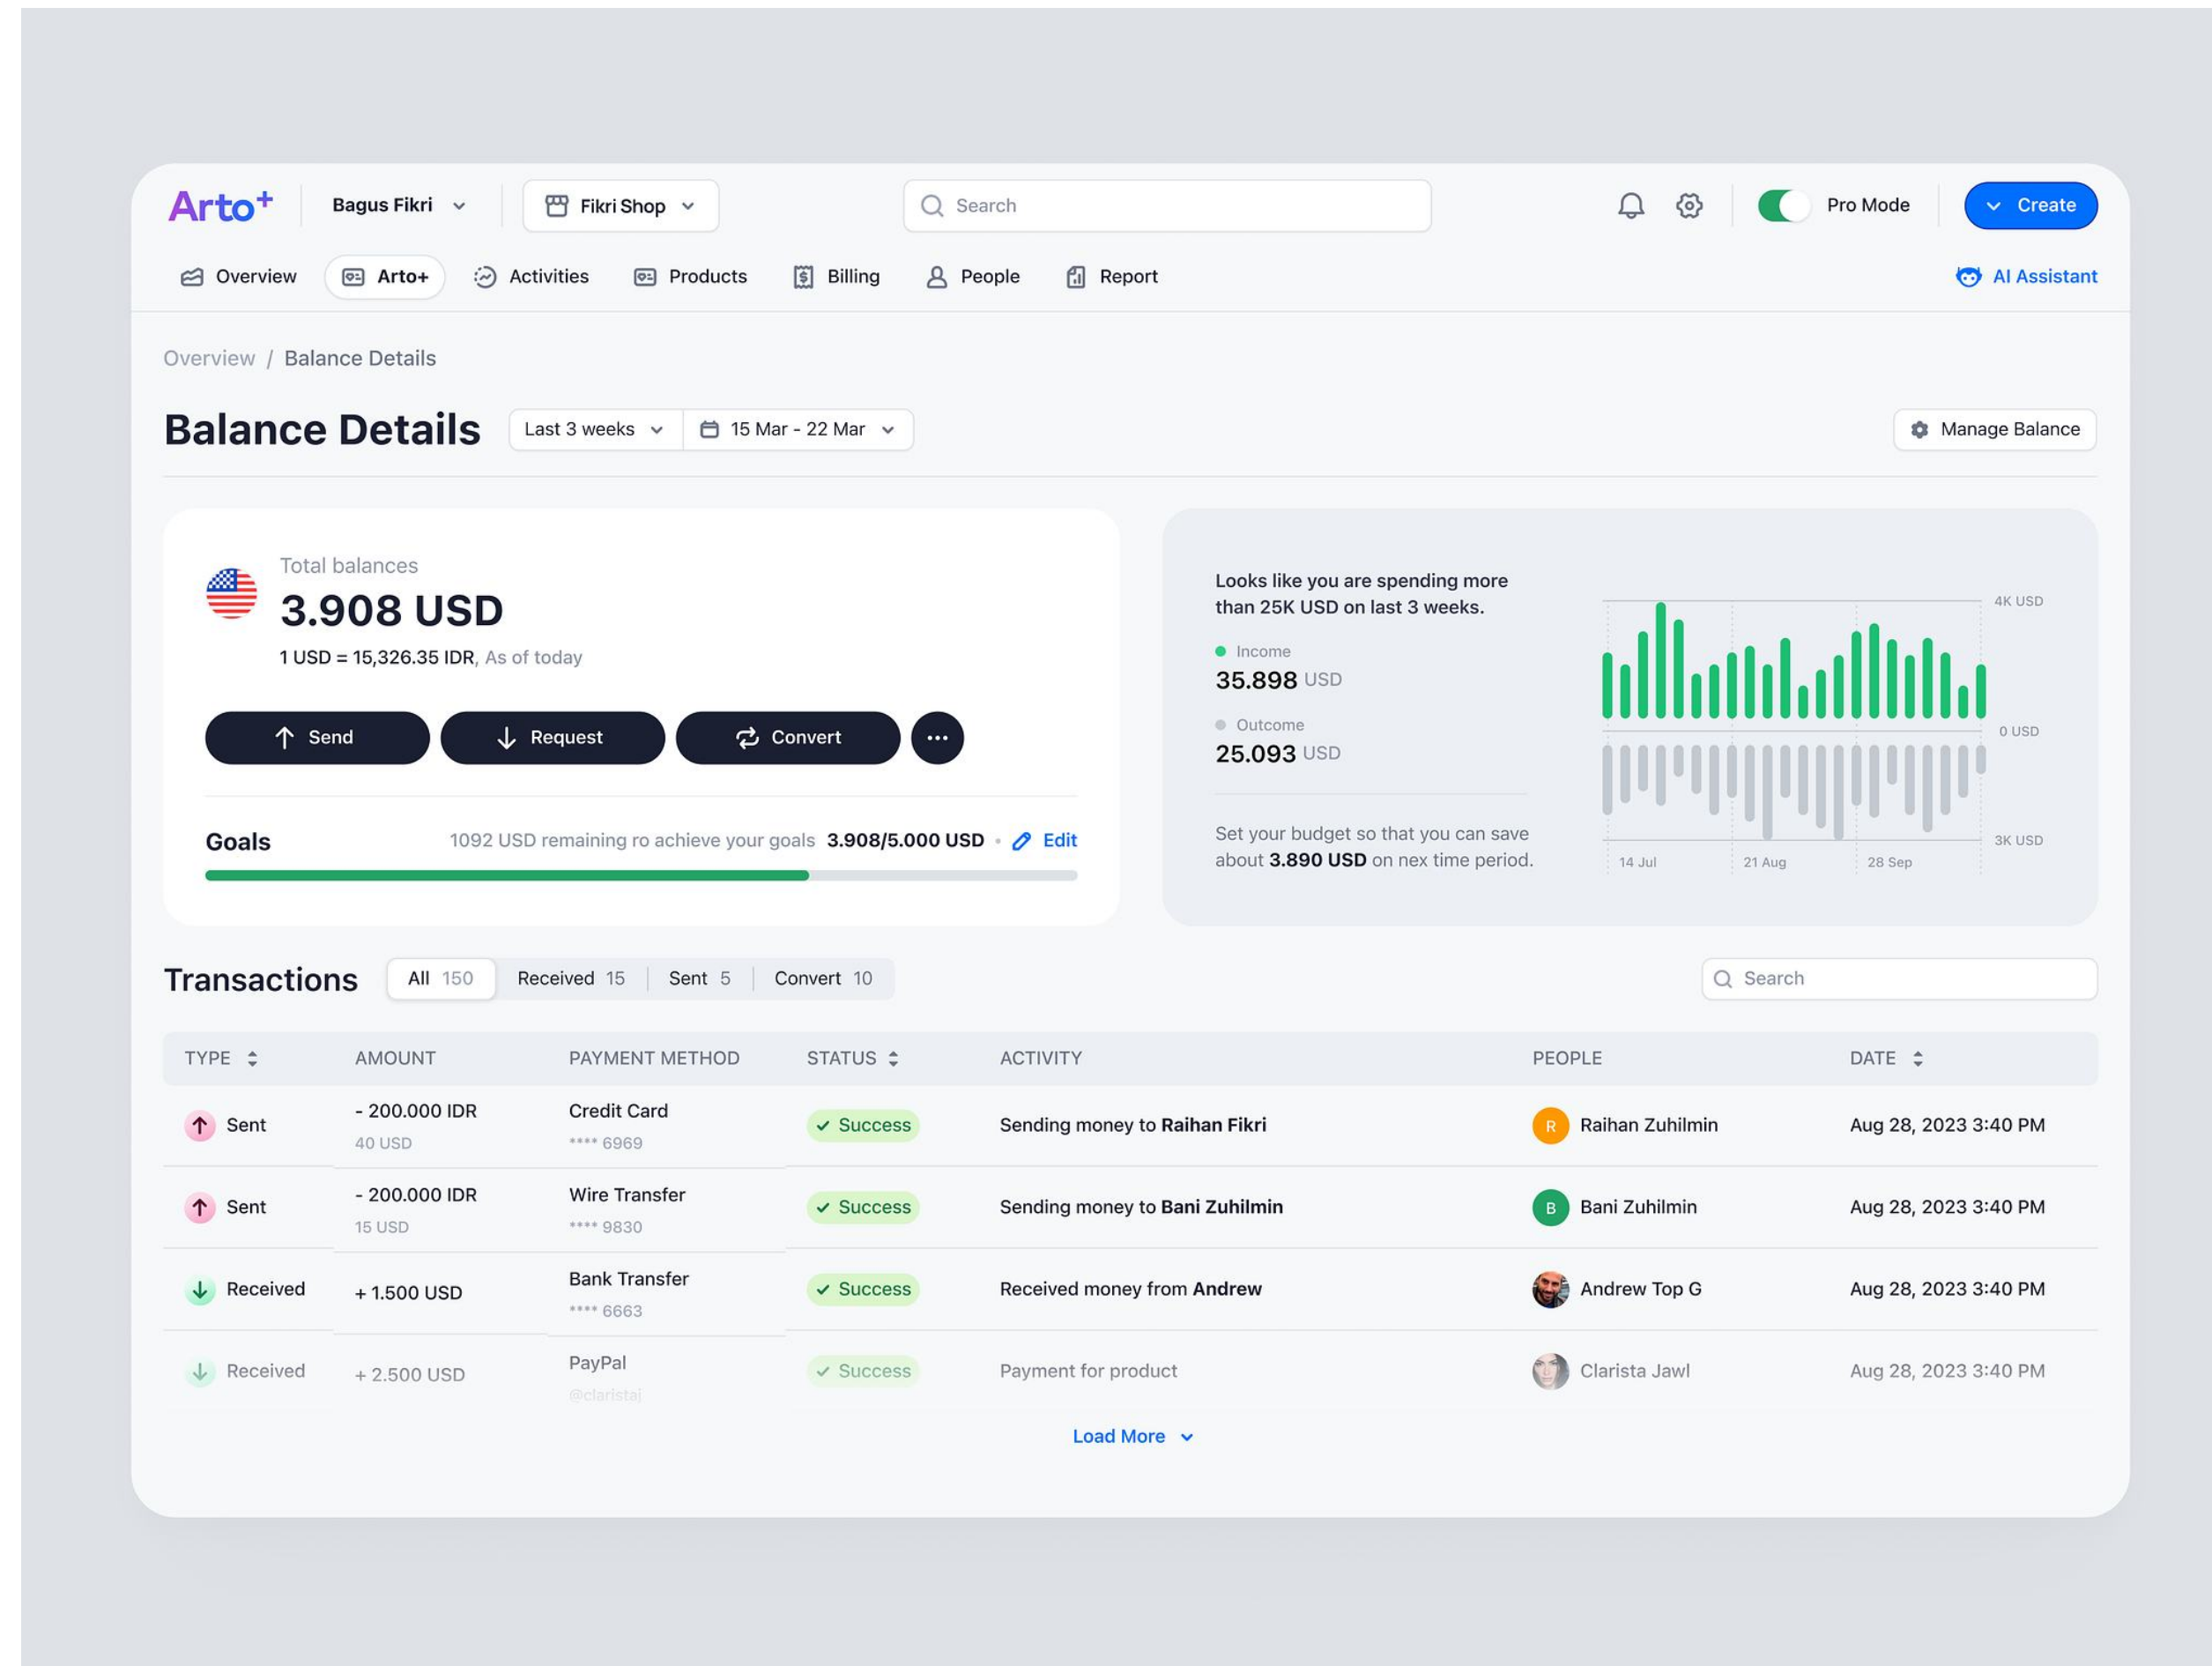 Arto+ Bagus Fikri Fikri Shop Search Pro Mode Create
Overview Arto+ Activities Products Billing People Report AI Assistant
Overview / Balance Details
Balance Details Last 3 weeks 15 Mar - 22 Mar Manage Balance
Total balances
3.908 USD
1 USD = 15,326.35 IDR, As of today
Send Request Convert
Goals 1092 USD remaining ro achieve your goals 3.908/5.000 USD • Edit
Looks like you are spending more
than 25K USD on last 3 weeks.
Income
35.898 USD
Outcome
25.093 USD
Set your budget so that you can save
about 3.890 USD on nex time period.
4K USD
0 USD
3K USD
14 Jul 21 Aug 28 Sep
Transactions All 150 Received 15 Sent 5 Convert 10 Search
TYPE AMOUNT PAYMENT METHOD STATUS ACTIVITY PEOPLE DATE
Sent - 200.000 IDR Credit Card Success Sending money to Raihan Fikri R Raihan Zuhilmin Aug 28, 2023 3:40 PM
40 USD **** 6969
Sent - 200.000 IDR Wire Transfer Success Sending money to Bani Zuhilmin B Bani Zuhilmin Aug 28, 2023 3:40 PM
15 USD **** 9830
Received + 1.500 USD Bank Transfer Success Received money from Andrew Andrew Top G Aug 28, 2023 3:40 PM
**** 6663
Received + 2.500 USD PayPal Success Payment for product Clarista Jawl Aug 28, 2023 3:40 PM
@claristaj
Load More